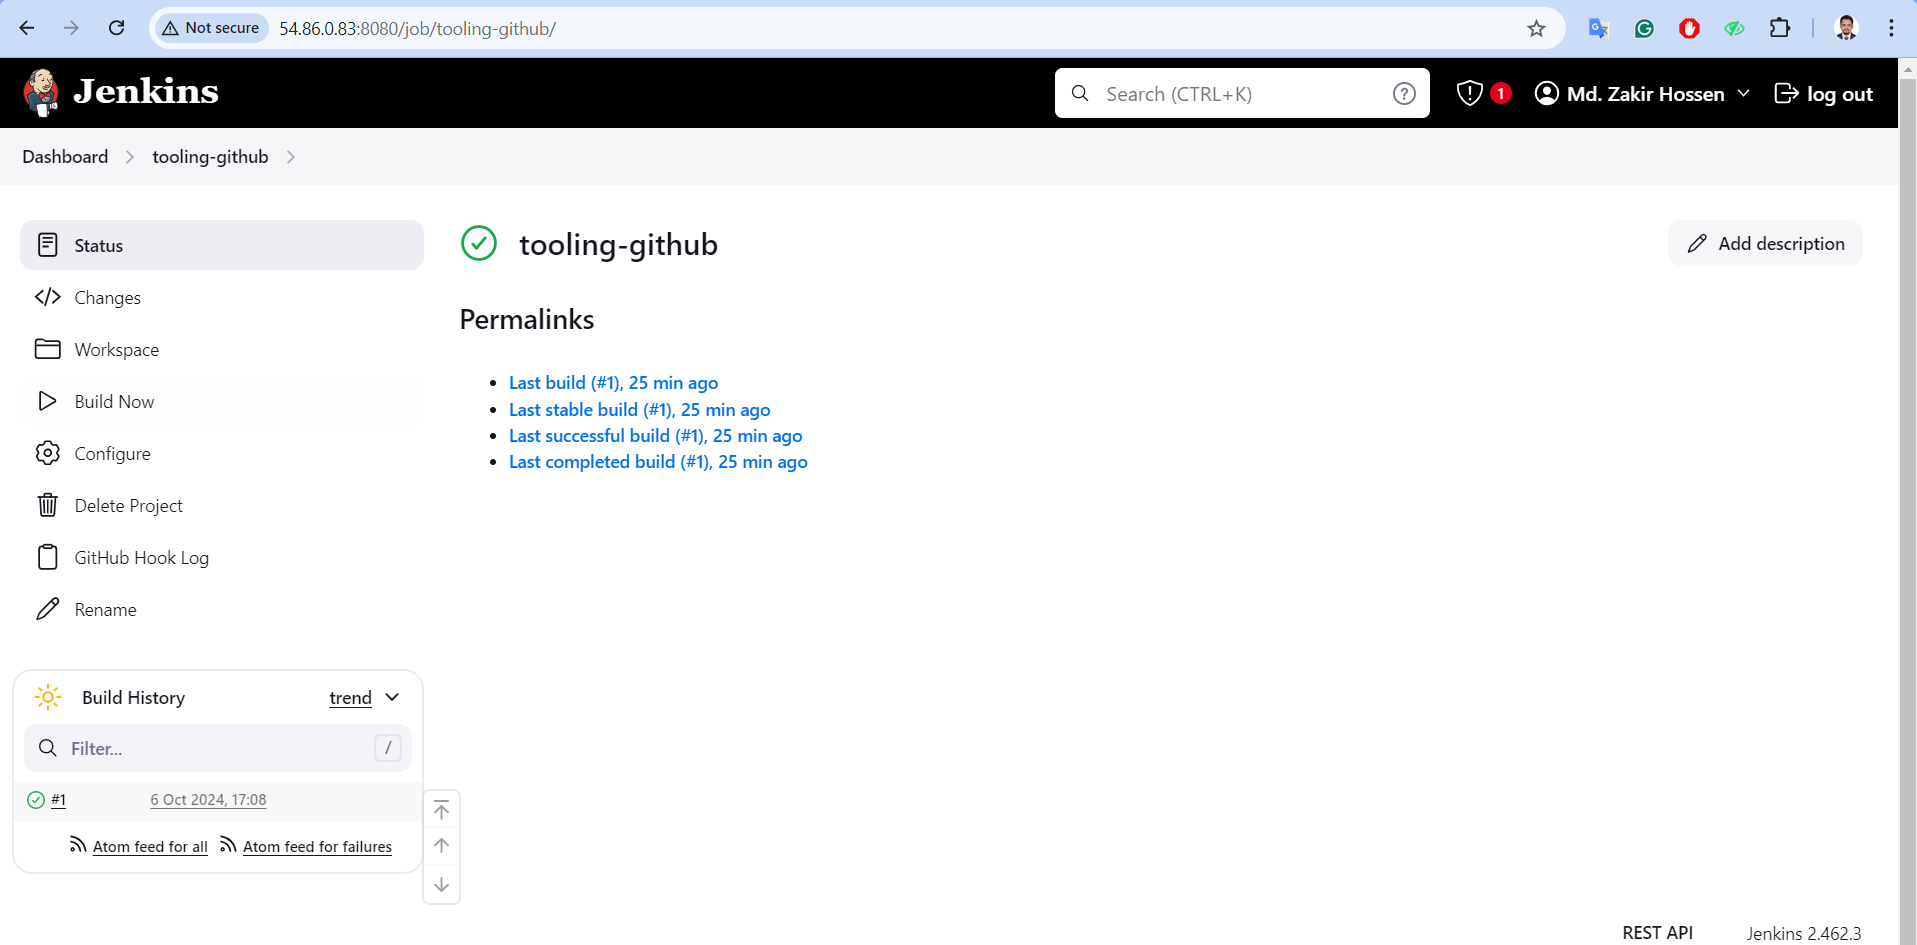 Not secure 54.86.0.83:8080/job/tooling-github/
Jenkins
Search (CTRL+K) ?
1
Md. Zakir Hossen
log out
Dashboard > tooling-github >
Status
Changes
Workspace
Build Now
Configure
Delete Project
GitHub Hook Log
Rename
tooling-github
Add description
Permalinks
Last build (#1), 25 min ago
Last stable build (#1), 25 min ago
Last successful build (#1), 25 min ago
Last completed build (#1), 25 min ago
Build History trend
Filter... /
#1 6 Oct 2024, 17:08
Atom feed for all Atom feed for failures
REST API Jenkins 2.462.3